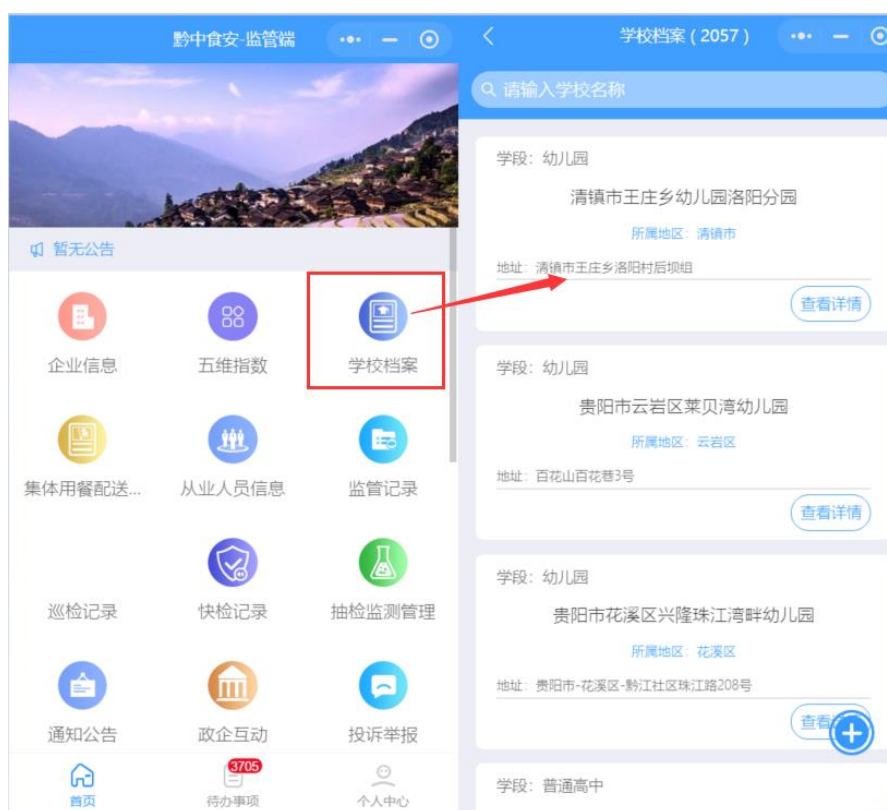 黔中食安-监管端
暂无公告
企业信息
五维指数
学校档案
集体用餐配送...
从业人员信息
监管记录
巡检记录
快检记录
抽检监测管理
通知公告
政企互动
投诉举报
首页
3705
待办事项
个人中心
学校档案（2057）
请输入学校名称
学段：幼儿园
清镇市王庄乡幼儿园洛阳分园
所属地区：清镇市
地址：清镇市王庄乡洛阳村后坝组
查看详情
学段：幼儿园
贵阳市云岩区莱贝湾幼儿园
所属地区：云岩区
地址：百花山百花巷3号
查看详情
学段：幼儿园
贵阳市花溪区兴隆珠江湾畔幼儿园
所属地区：花溪区
地址：贵阳市-花溪区-黔江社区珠江路208号
查看
学段：普通高中